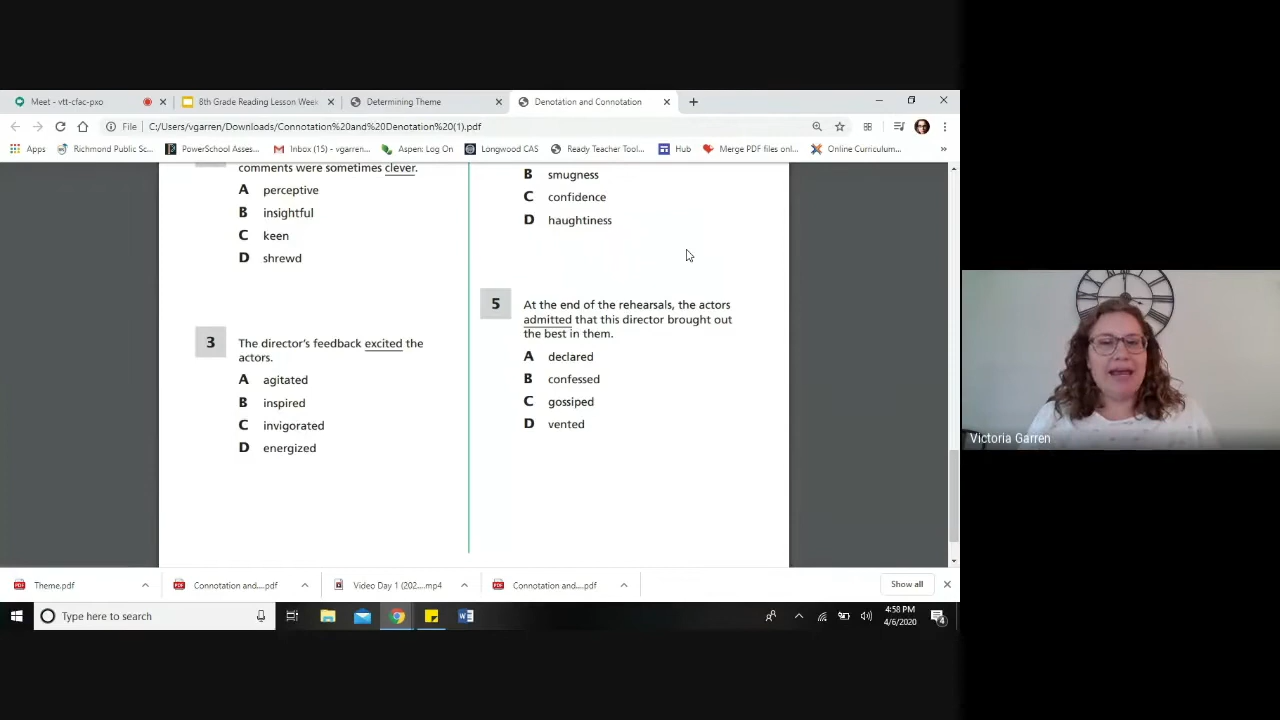 Meet - vtt-cfac-pxo
8th Grade Reading Lesson Week
Determining Theme
Denotation and Connotation
File
C:/Users/vgarren/Downloads/Connotation%20and%20Denotation%20(1).pdf
Apps
Richmond Public Sc...
PowerSchool Asses...
Inbox (15) - vgarren...
Aspen: Log On
Longwood CAS
Ready Teacher Tool...
Hub
Merge PDF files onl...
Online Curriculum...
»
comments were sometimes clever.
A perceptive
B insightful
C keen
D shrewd
3 The director's feedback excited the
actors.
A agitated
B inspired
C invigorated
D energized
B smugness
C confidence
D haughtiness
5 At the end of the rehearsals, the actors
admitted that this director brought out
the best in them.
A declared
B confessed
C gossiped
D vented
Victoria Garren
Theme.pdf
Connotation and....pdf
Video Day 1 (202....mp4
Connotation and....pdf
Show all
Type here to search
4:58 PM
4/6/2020
4